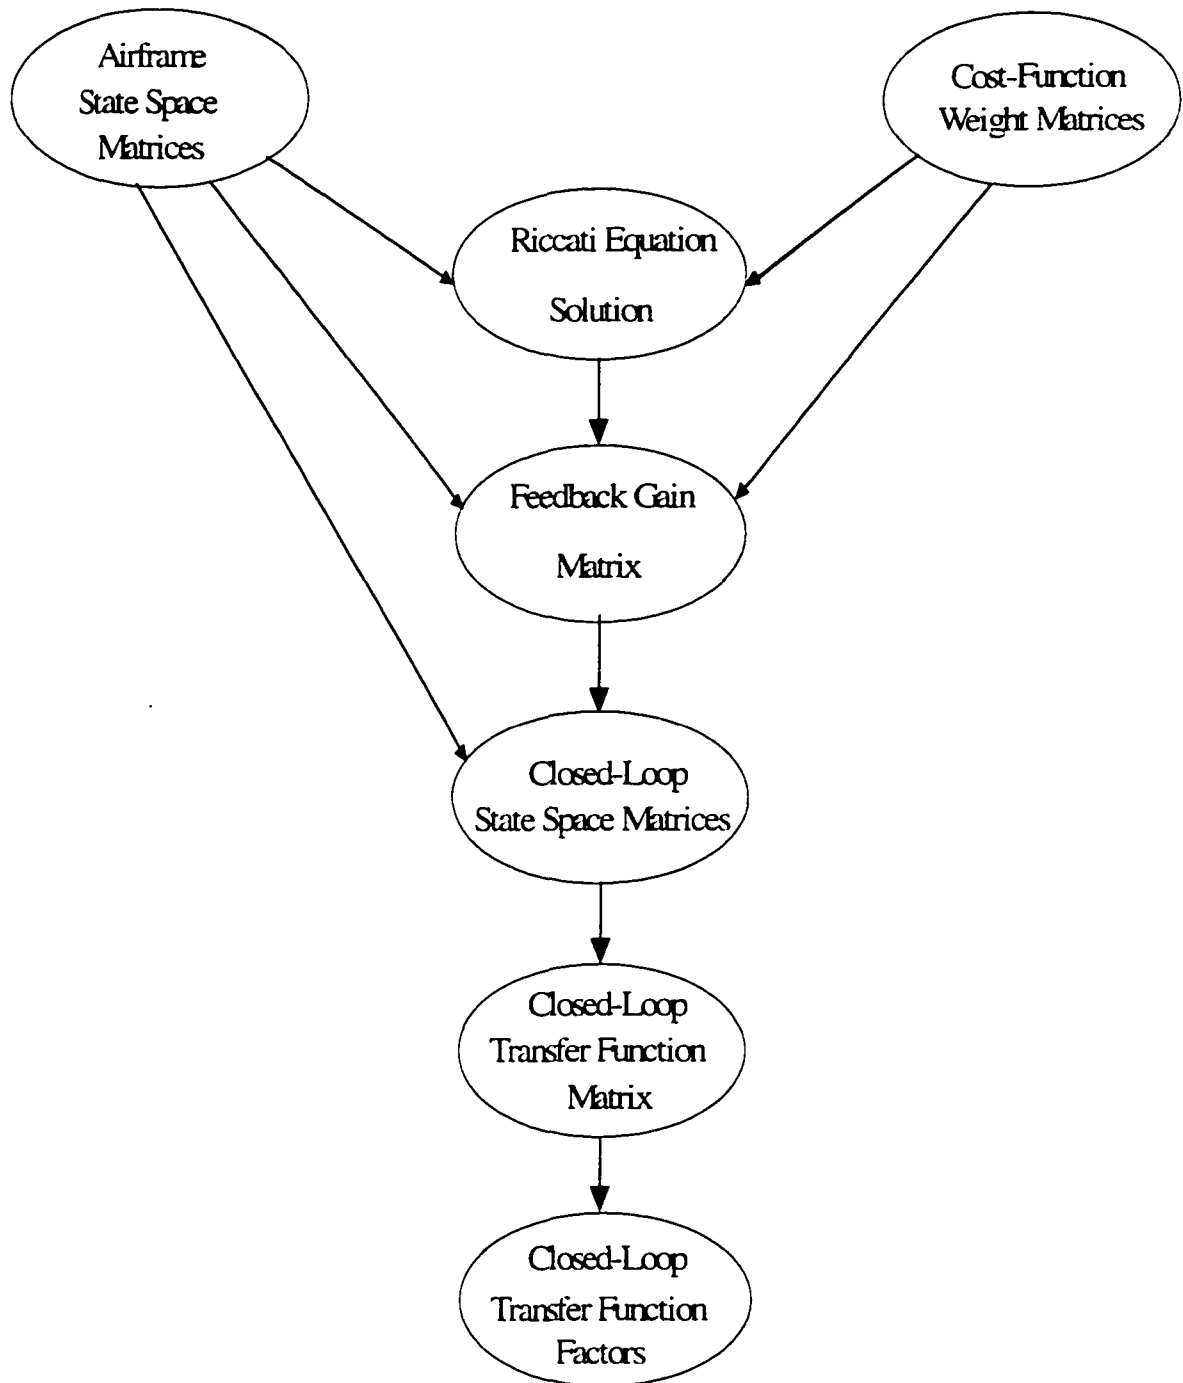 Airframe
State Space
Matrices
Cost-Function
Weight Matrices
Riccati Equation
Solution
Feedback Gain
Matrix
Closed-Loop
State Space Matrices
Closed-Loop
Transfer Function
Matrix
Closed-Loop
Transfer Function
Factors